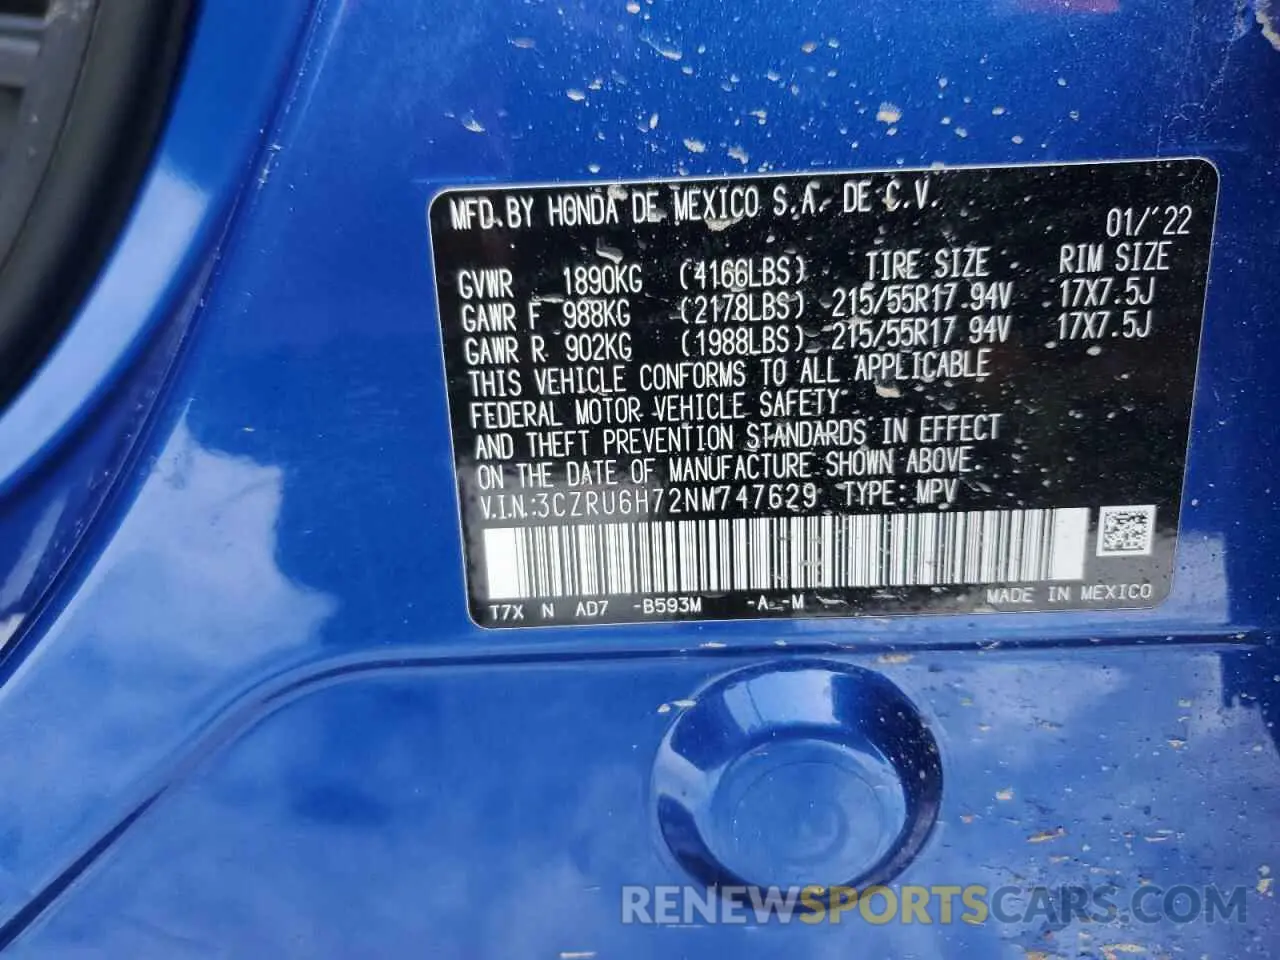 MFD. BY HONDA DE MEXICO S.A. DE C.V.
01/'22
GVWR 1890KG (4166LBS) TIRE SIZE RIM SIZE
GAWR F 988KG (2178LBS) 215/55R17 94V 17X7.5J
GAWR R 902KG (1988LBS) 215/55R17 94V 17X7.5J
THIS VEHICLE CONFORMS TO ALL APPLICABLE
FEDERAL MOTOR VEHICLE SAFETY
AND THEFT PREVENTION STANDARDS IN EFFECT
ON THE DATE OF MANUFACTURE SHOWN ABOVE.
V.I.N:3CZRU6H72NM747629 TYPE: MPV
T7X N AD7 -B593M -A -M MADE IN MEXICO
RENEWSPORTSCARS.COM